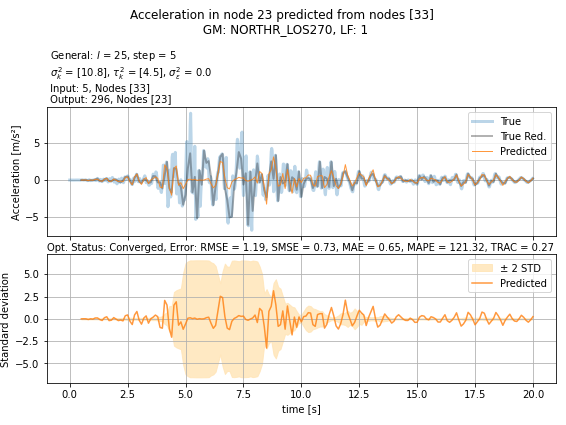 Acceleration in node 23 predicted from nodes [33]
GM: NORTHR_LOS270, LF: 1
General: l = 25, step = 5
σ²ₖ = [10.8], τ²ₖ = [4.5], σ²ε = 0.0
Input: 5, Nodes [33]
Output: 296, Nodes [23]
True
True Red.
Predicted
Acceleration [m/s²]
5
0
−5
Opt. Status: Converged, Error: RMSE = 1.19, SMSE = 0.73, MAE = 0.65, MAPE = 121.32, TRAC = 0.27
± 2 STD
Predicted
Standard deviation
5.0
2.5
0.0
−2.5
−5.0
0.0 2.5 5.0 7.5 10.0 12.5 15.0 17.5 20.0
time [s]